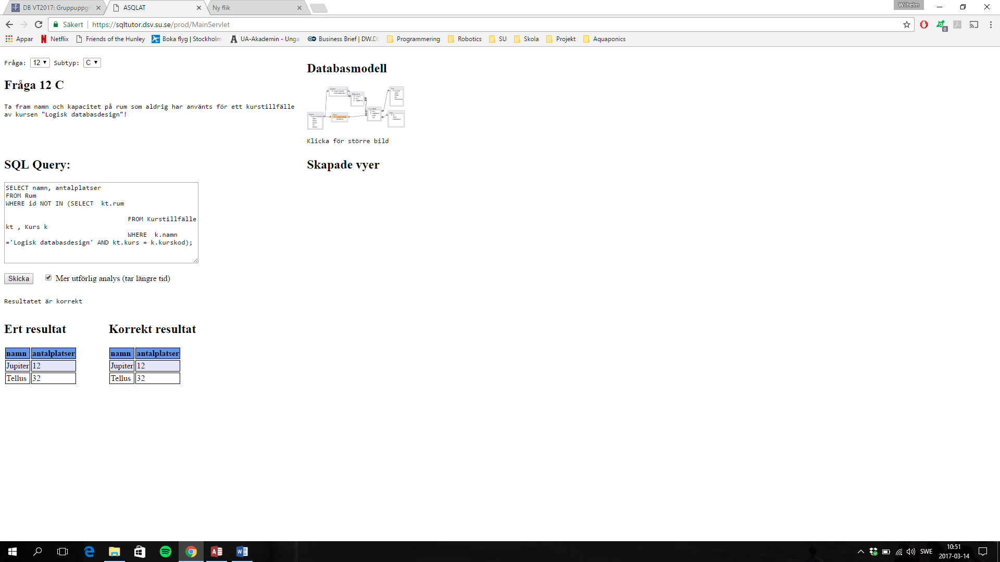 DB VT2017: Gruppuppgif
ASQLAT
Ny flik
Wilhelm
Säkert
https://sqltutor.dsv.su.se/prod/MainServlet
Appar
Netflix
Friends of the Hunley
Boka flyg | Stockholm
UA-Akademin - Unga
Business Brief | DW.DE
Programmering
Robotics
SU
Skola
Projekt
Aquaponics
Fråga: 12 Subtyp: C
Fråga 12 C
Ta fram namn och kapacitet på rum som aldrig har använts för ett kurstillfälle
av kursen "Logisk databasdesign"!
Databasmodell
Klicka för större bild
SQL Query:
SELECT namn, antalplatser
FROM Rum
WHERE id NOT IN (SELECT  kt.rum
FROM Kurstillfälle
kt , Kurs k
WHERE  k.namn
='Logisk databasdesign' AND kt.kurs = k.kurskod);
Skapade vyer
Skicka
Mer utförlig analys (tar längre tid)
Resultatet är korrekt
Ert resultat
namn antalplatser
Jupiter 12
Tellus 32
Korrekt resultat
namn antalplatser
Jupiter 12
Tellus 32
SWE
10:51
2017-03-14